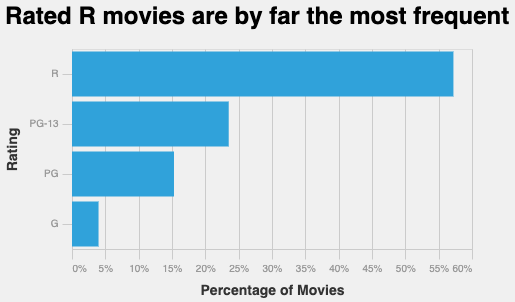 Rated R movies are by far the most frequent
Rating
R
PG-13
PG
G
0% 5% 10% 15% 20% 25% 30% 35% 40% 45% 50% 55% 60%
Percentage of Movies